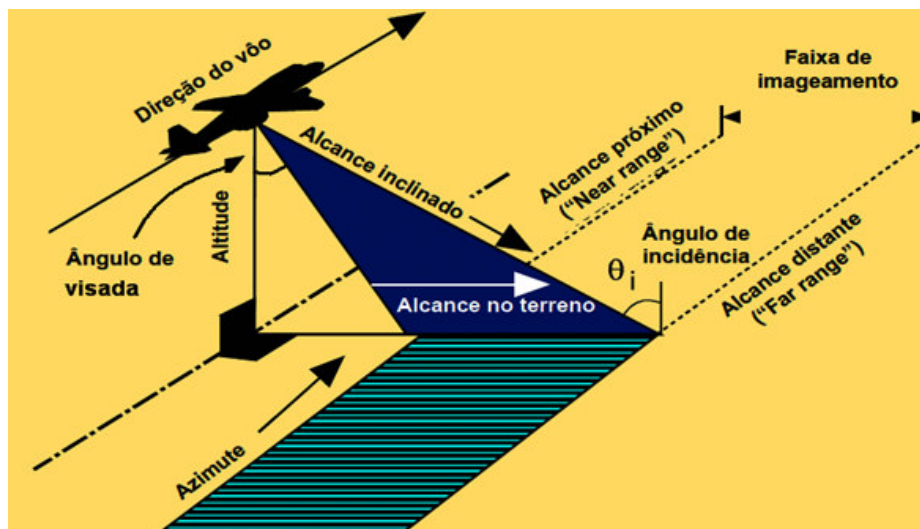 Direção do vôo
Faixa de
imageamento
Alcance inclinado
Alcance próximo
("Near range")
Ângulo de
visada
Altitude
Ângulo de
incidência
θi
Alcance no terreno
Alcance distante
("Far range")
Azimute